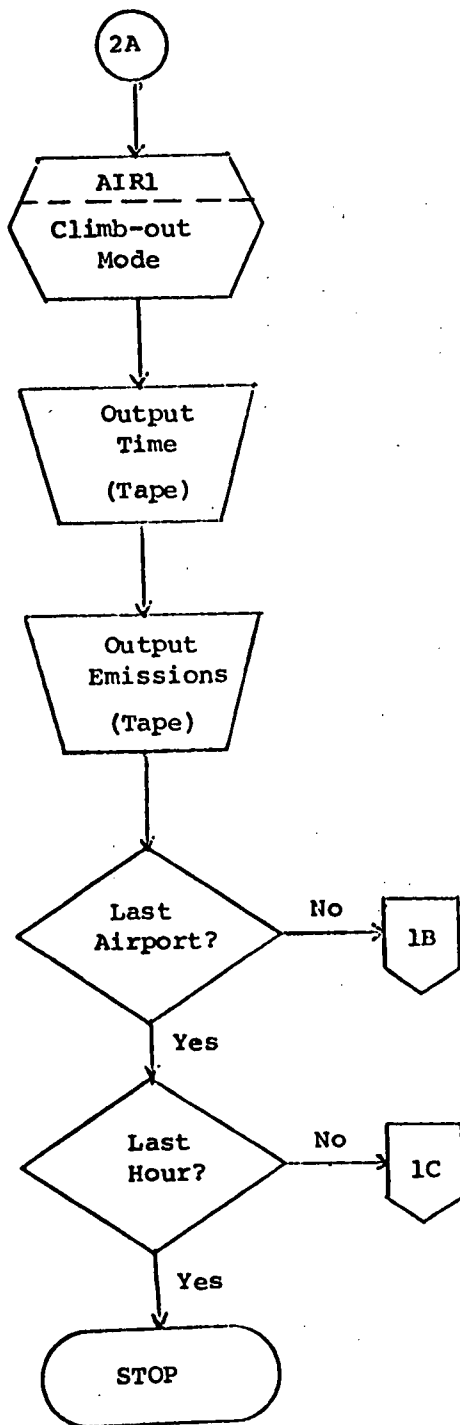 2A
AIR1
Climb-out
Mode
Output
Time
(Tape)
Output
Emissions
(Tape)
Last
Airport?
No
1B
Yes
Last
Hour?
No
1C
Yes
STOP